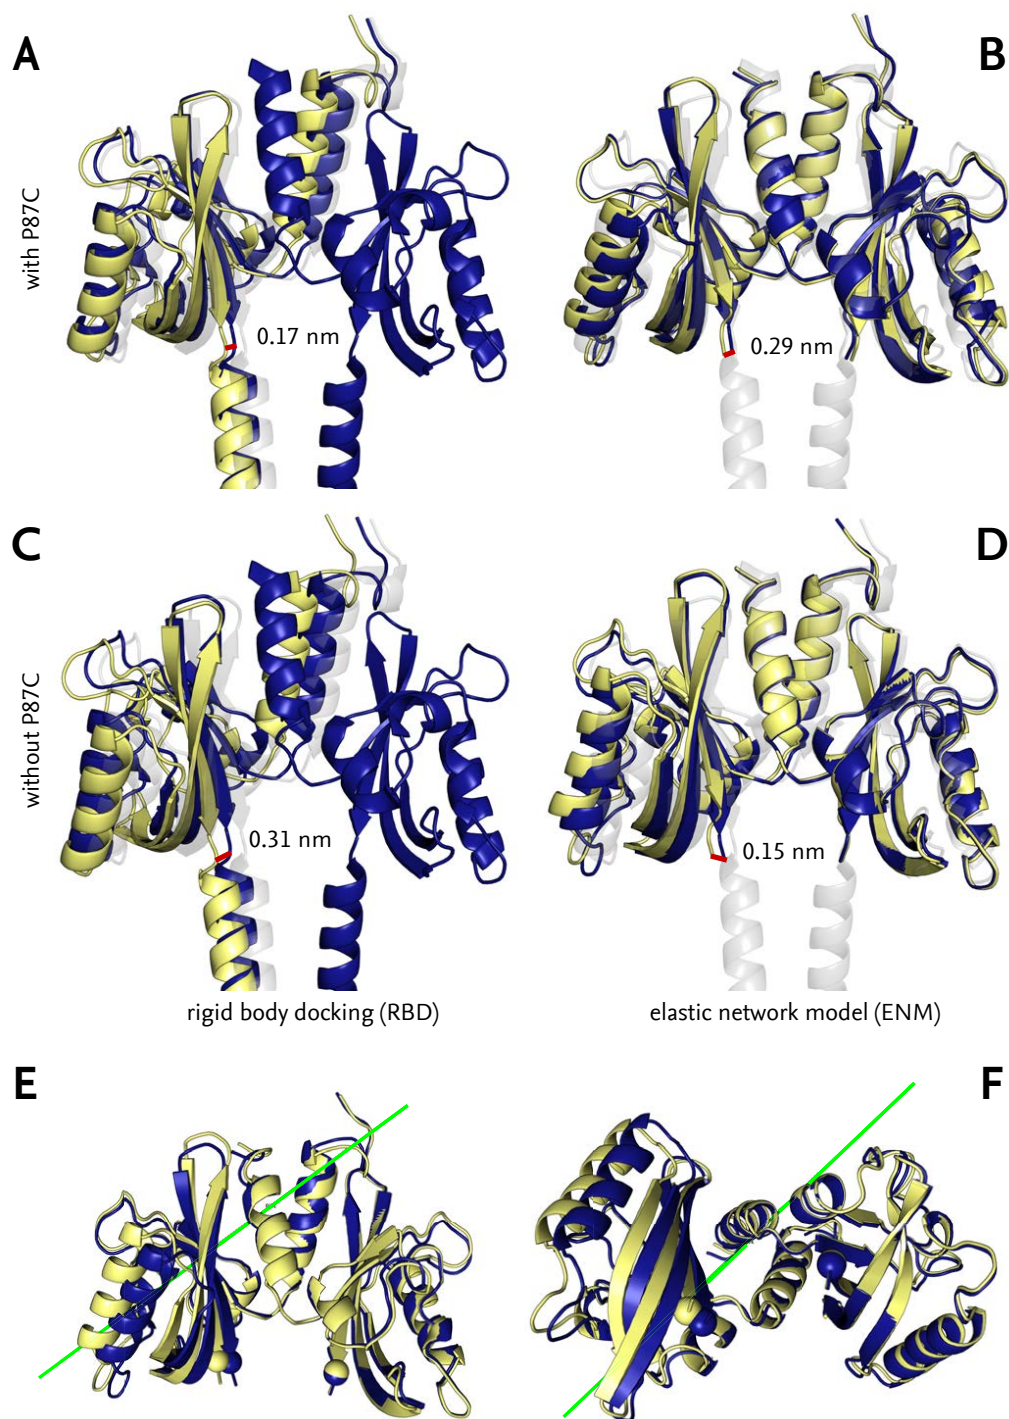 A
B
with P87C
0.17 nm
0.29 nm
C
D
without P87C
0.31 nm
0.15 nm
rigid body docking (RBD)
elastic network model (ENM)
E
F